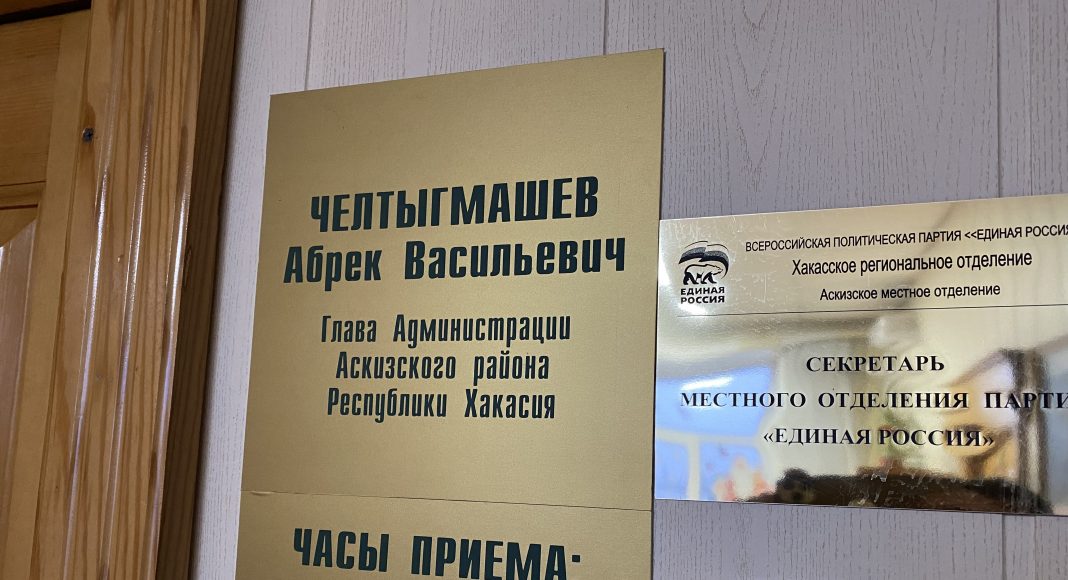 ЧЕЛТЫГМАШЕВ
Абрек Васильевич
Глава Администрации
Аскизского района
Республики Хакасия
ЧАСЫ ПРИЕМА:
ЕДИНАЯ
РОССИЯ
ВСЕРОССИЙСКАЯ ПОЛИТИЧЕСКАЯ ПАРТИЯ <<ЕДИНАЯ РОССИЯ
Хакасское региональное отделение
Аскизское местное отделение
СЕКРЕТАРЬ
МЕСТНОГО ОТДЕЛЕНИЯ ПАРТИ
«ЕДИНАЯ РОССИЯ»